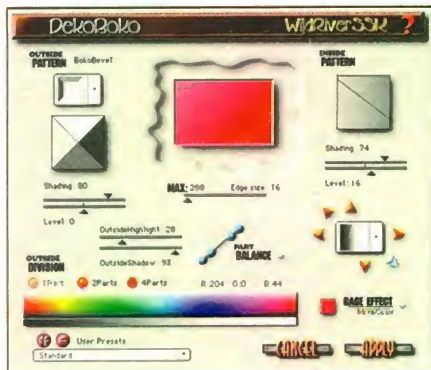 DekoBoko WildRiverSSK ?
OUTSIDE
PATTERN BokoBevel
INSIDE
PATTERN
Shading: 80
Level: 0
MAX: 200 Edge size: 16
Shading: 74
Level: 16
OutsideHighlight: 28
OutsideShadow: 93
PART
BALANCE
OUTSIDE
DIVISION
1Part 2Parts 4Parts R:204 G:0 B:44
BASE EFFECT
User Presets
Standard
CANCEL APPLY